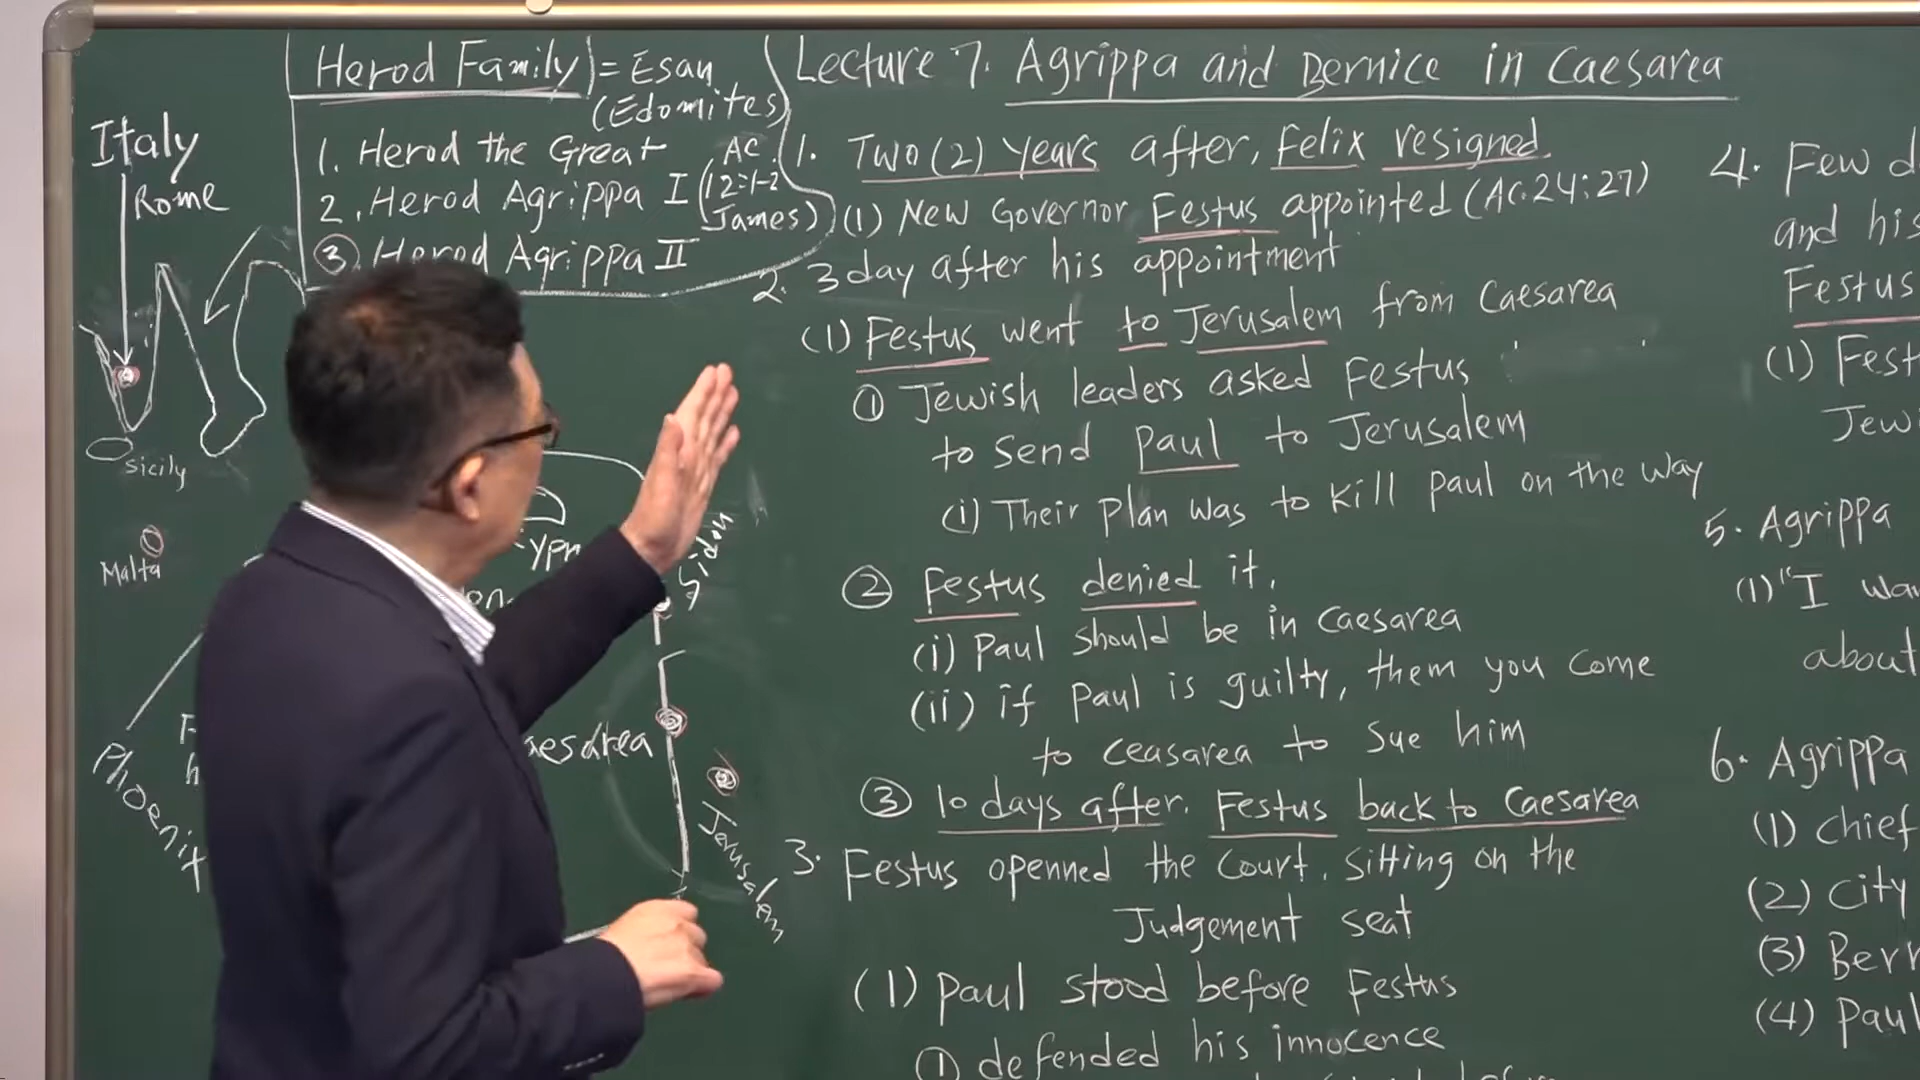 Herod Family = Esau
(Edomites)
1. Herod the Great
2. Herod Agrippa I (Ac. 12:1-2 James)
3 Herod Agrippa II
Italy
Rome
Sicily
Malta
Phoenix
Sidon
Jerusalem
Lecture 7. Agrippa and Bernice in Caesarea
1. Two (2) years after, Felix resigned.
(1) New Governor Festus appointed (Ac. 24:27)
2. 3 day after his appointment
(1) Festus went to Jerusalem from Caesarea
① Jewish leaders asked Festus
to send Paul to Jerusalem
(i) Their plan was to kill Paul on the way
② Festus denied it.
(i) Paul should be in Caesarea
(ii) if Paul is guilty, them you come
to Ceasarea to sue him
③ 10 days after. Festus back to Caesarea
3. Festus openned the court. sitting on the
Judgement seat
(1) Paul stood before Festus
① defended his innocence
4. Few
and his
Festus
(1)
5. Agrippa
(1) "I
about
6. Agrippa
(1) Chief
(2) City
(3)
(4) Paul